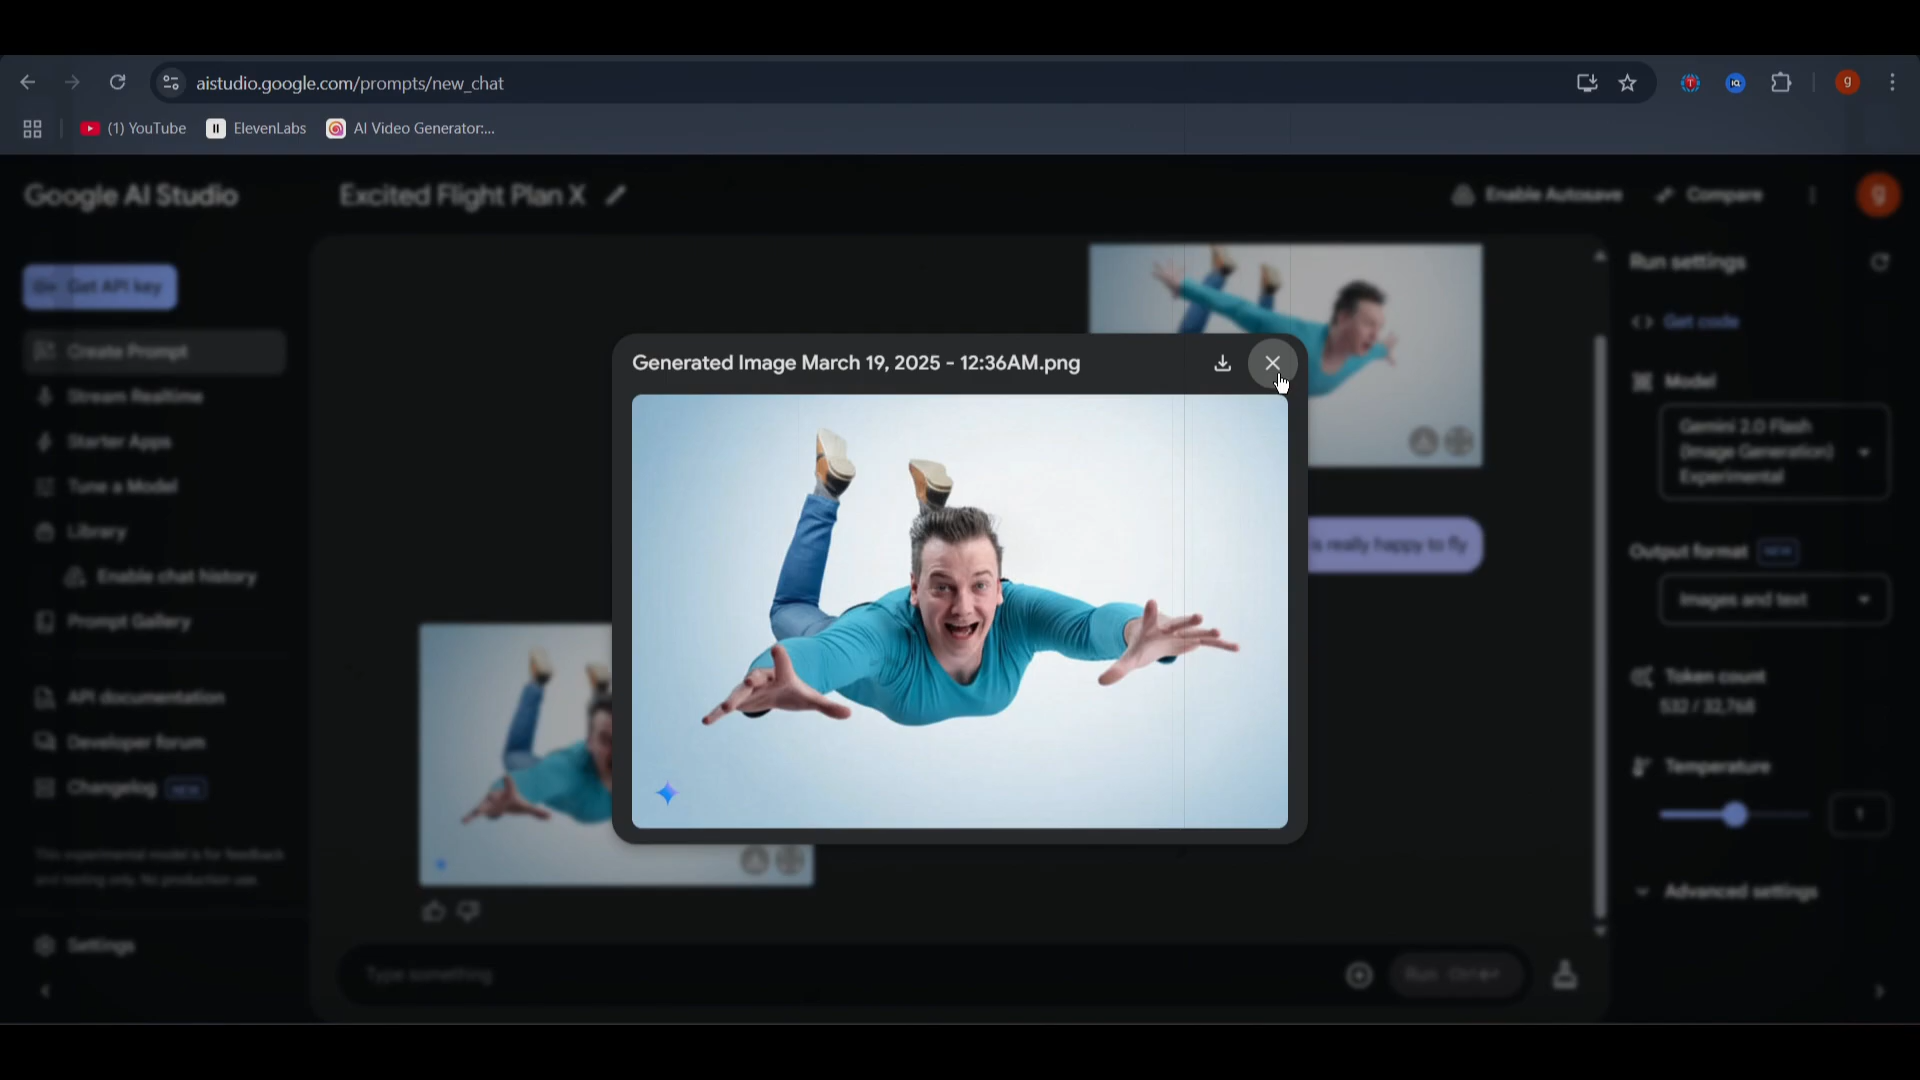 aistudio.google.com/prompts/new_chat
g
(1) YouTube
ElevenLabs
AI Video Generator:...
Google AI Studio
Excited Flight Plan X
Enable Autosave
Compare
g
Get API key
Create Prompt
Stream Realtime
Starter Apps
Tune a Model
Library
Enable chat history
Prompt Gallery
API documentation
Developer forum
Changelog NEW
This experimental model is for feedback
and testing only. No production use.
Settings
Generated Image March 19, 2025 - 12:36AM.png
is really happy to fly
Type something
Run Ctrl
Run settings
Get code
Model
Gemini 2.0 Flash
(Image Generation)
Experimental
Output format NEW
Images and text
Token count
532 / 32,768
Temperature
1
Advanced settings